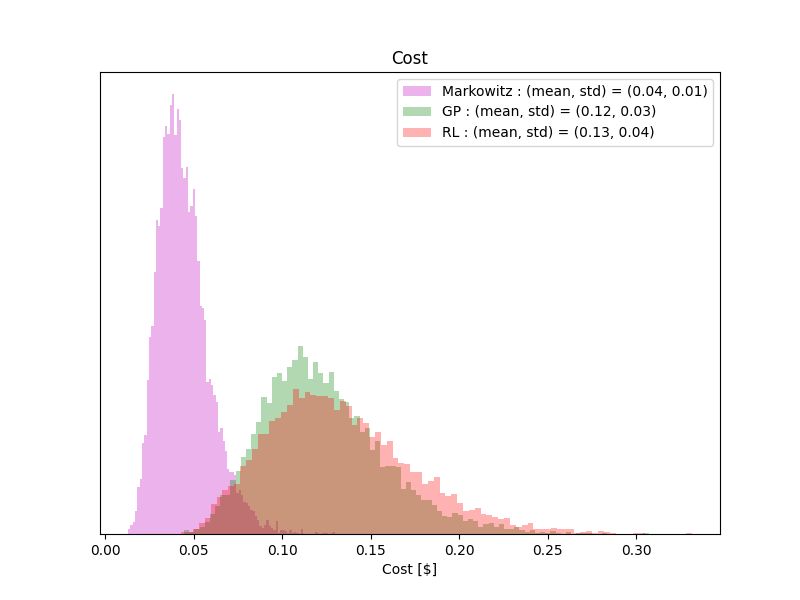 Cost
Markowitz : (mean, std) = (0.04, 0.01)
GP : (mean, std) = (0.12, 0.03)
RL : (mean, std) = (0.13, 0.04)
0.00 0.05 0.10 0.15 0.20 0.25 0.30
Cost [$]